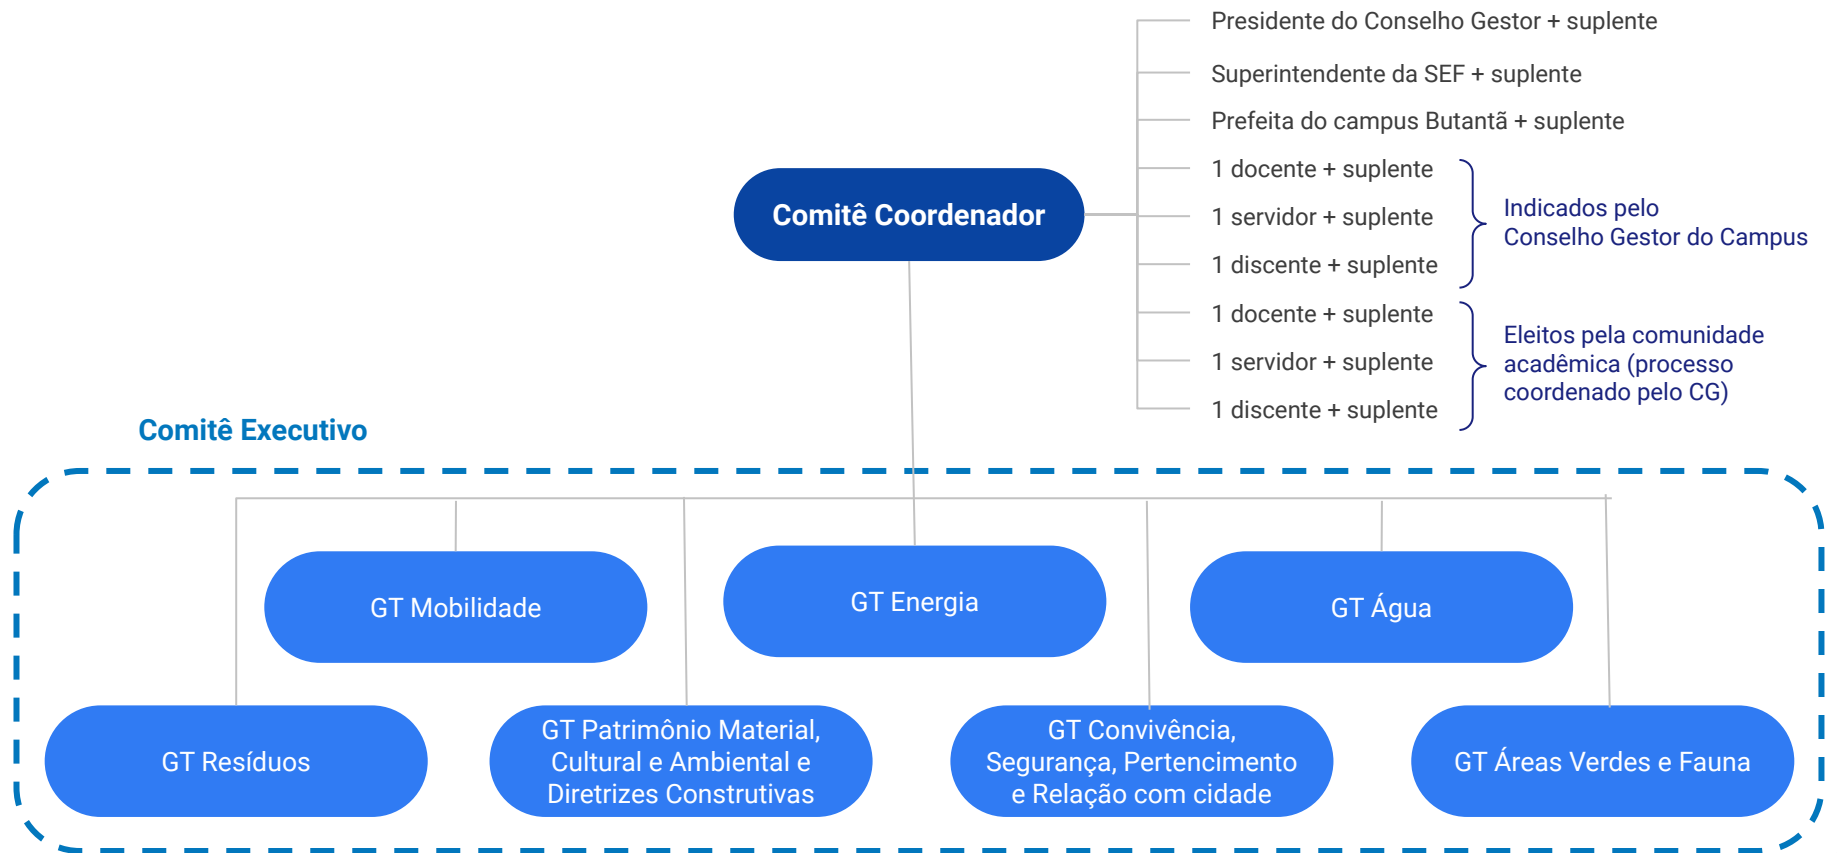 Presidente do Conselho Gestor + suplente
Superintendente da SEF + suplente
Prefeita do campus Butantã + suplente
1 docente + suplente
1 servidor + suplente
1 discente + suplente
Indicados pelo
Conselho Gestor do Campus
1 docente + suplente
1 servidor + suplente
1 discente + suplente
Eleitos pela comunidade
acadêmica (processo
coordenado pelo CG)
Comitê Coordenador
Comitê Executivo
GT Mobilidade
GT Energia
GT Água
GT Resíduos
GT Patrimônio Material,
Cultural e Ambiental e
Diretrizes Construtivas
GT Convivência,
Segurança, Pertencimento
e Relação com cidade
GT Áreas Verdes e Fauna